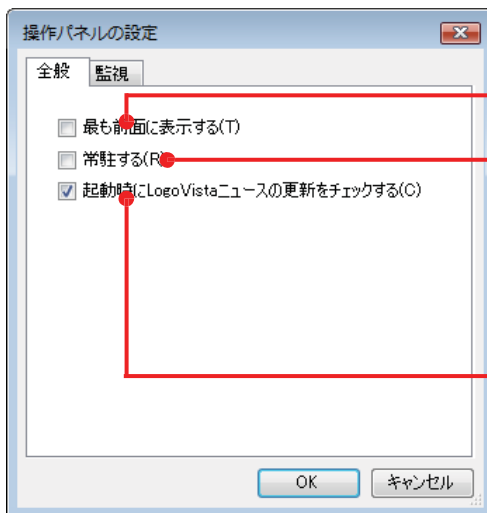 操作パネルの設定
全般 監視
最も前面に表示する(T)
常駐する(R)
起動時にLogoVistaニュースの更新をチェックする(C)
OK キャンセル